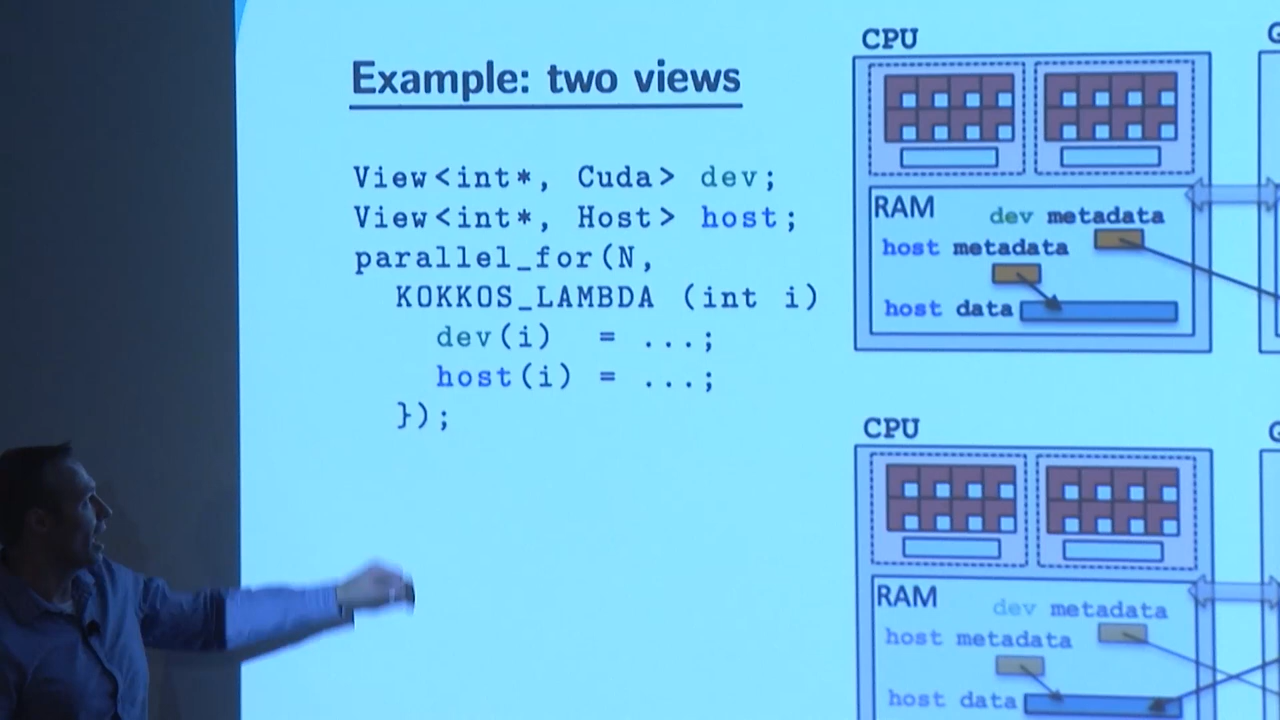 Example: two views
View<int*, Cuda> dev;
View<int*, Host> host;
parallel_for(N,
KOKKOS_LAMBDA (int i)
dev(i) = ...;
host(i) = ...;
});
CPU
RAM
dev metadata
host metadata
host data
CPU
RAM
dev metadata
host metadata
host data